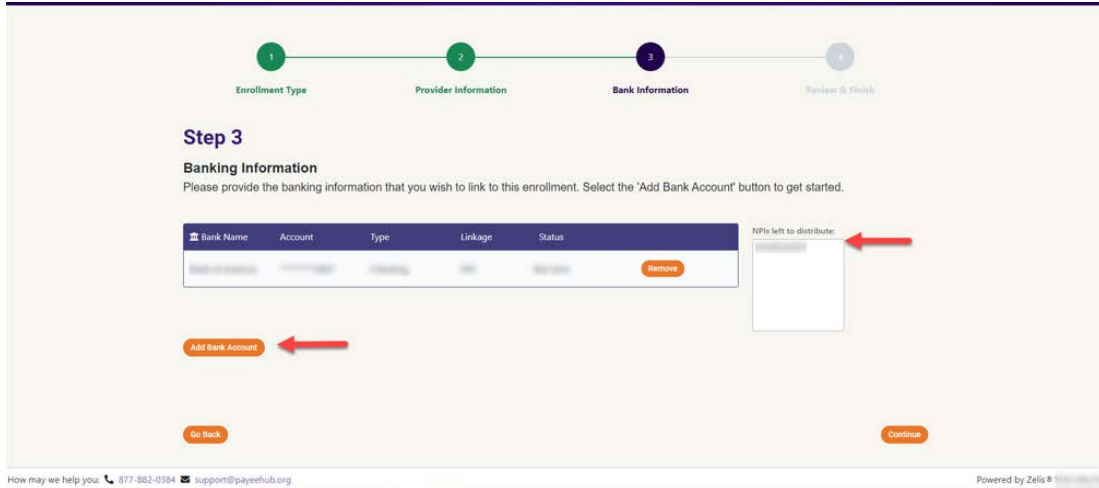 1
2
3
4
Enrollment Type
Provider Information
Bank Information
Review & Finish
Step 3
Banking Information
Please provide the banking information that you wish to link to this enrollment. Select the 'Add Bank Account' button to get started.
Bank Name Account Type Linkage Status
NPIs left to distribute:
Remove
Add Bank Account
Go Back
Continue
How may we help you: 877-882-0384 support@payeehub.org
Powered by Zelis®